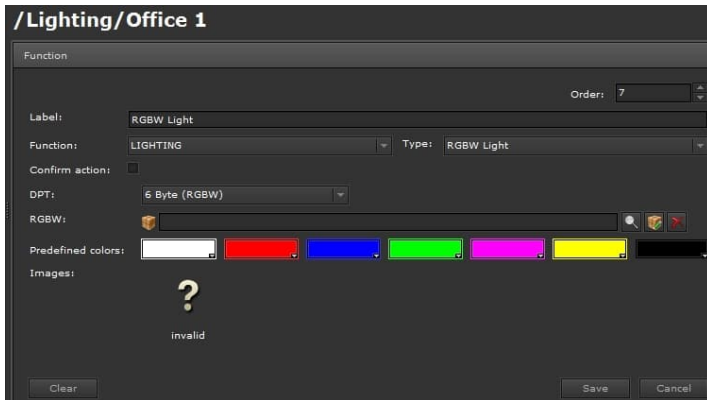 /Lighting/Office 1
Function
Order: 7
Label: RGBW Light
Function: LIGHTING Type: RGBW Light
Confirm action:
DPT: 6 Byte (RGBW)
RGBW:
Predefined colors:
Images:
?
invalid
Clear Save Cancel